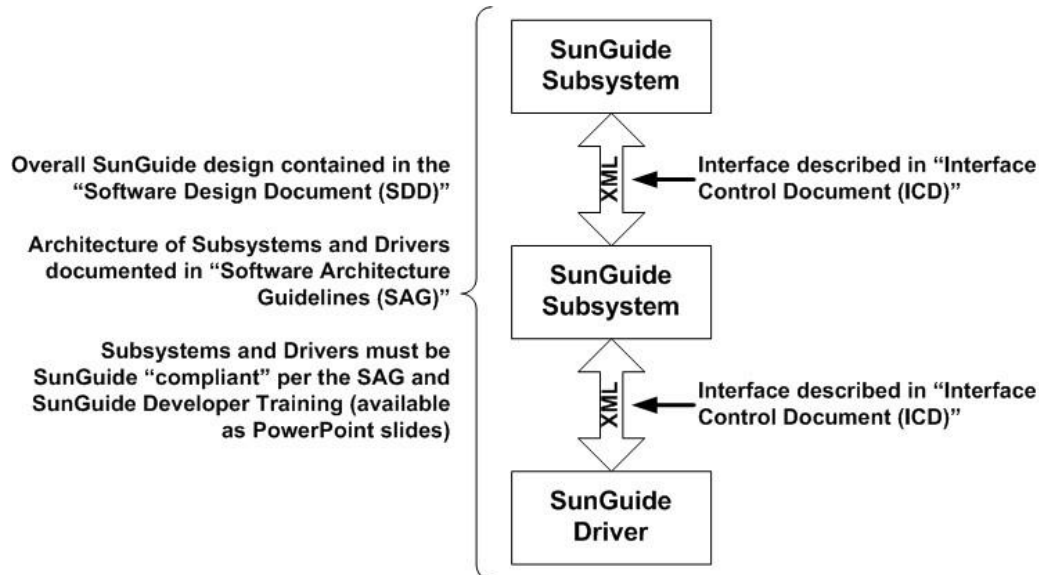 SunGuide
Subsystem
Overall SunGuide design contained in the
“Software Design Document (SDD)”
XML
Interface described in “Interface
Control Document (ICD)”
Architecture of Subsystems and Drivers
documented in “Software Architecture
Guidelines (SAG)”
SunGuide
Subsystem
Subsystems and Drivers must be
SunGuide “compliant” per the SAG and
SunGuide Developer Training (available
as PowerPoint slides)
XML
Interface described in “Interface
Control Document (ICD)”
SunGuide
Driver